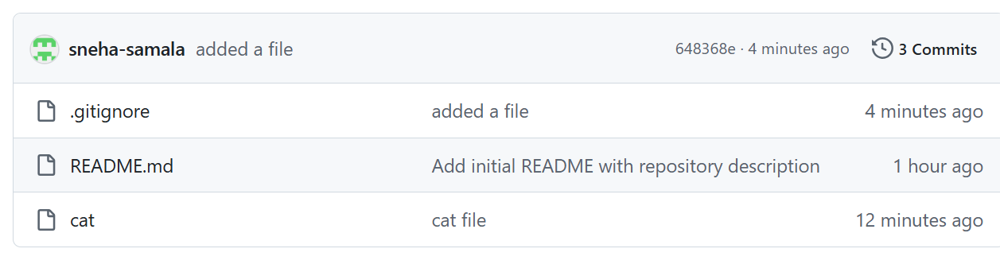 sneha-samala added a file 648368e · 4 minutes ago 3 Commits
.gitignore added a file 4 minutes ago
README.md Add initial README with repository description 1 hour ago
cat cat file 12 minutes ago